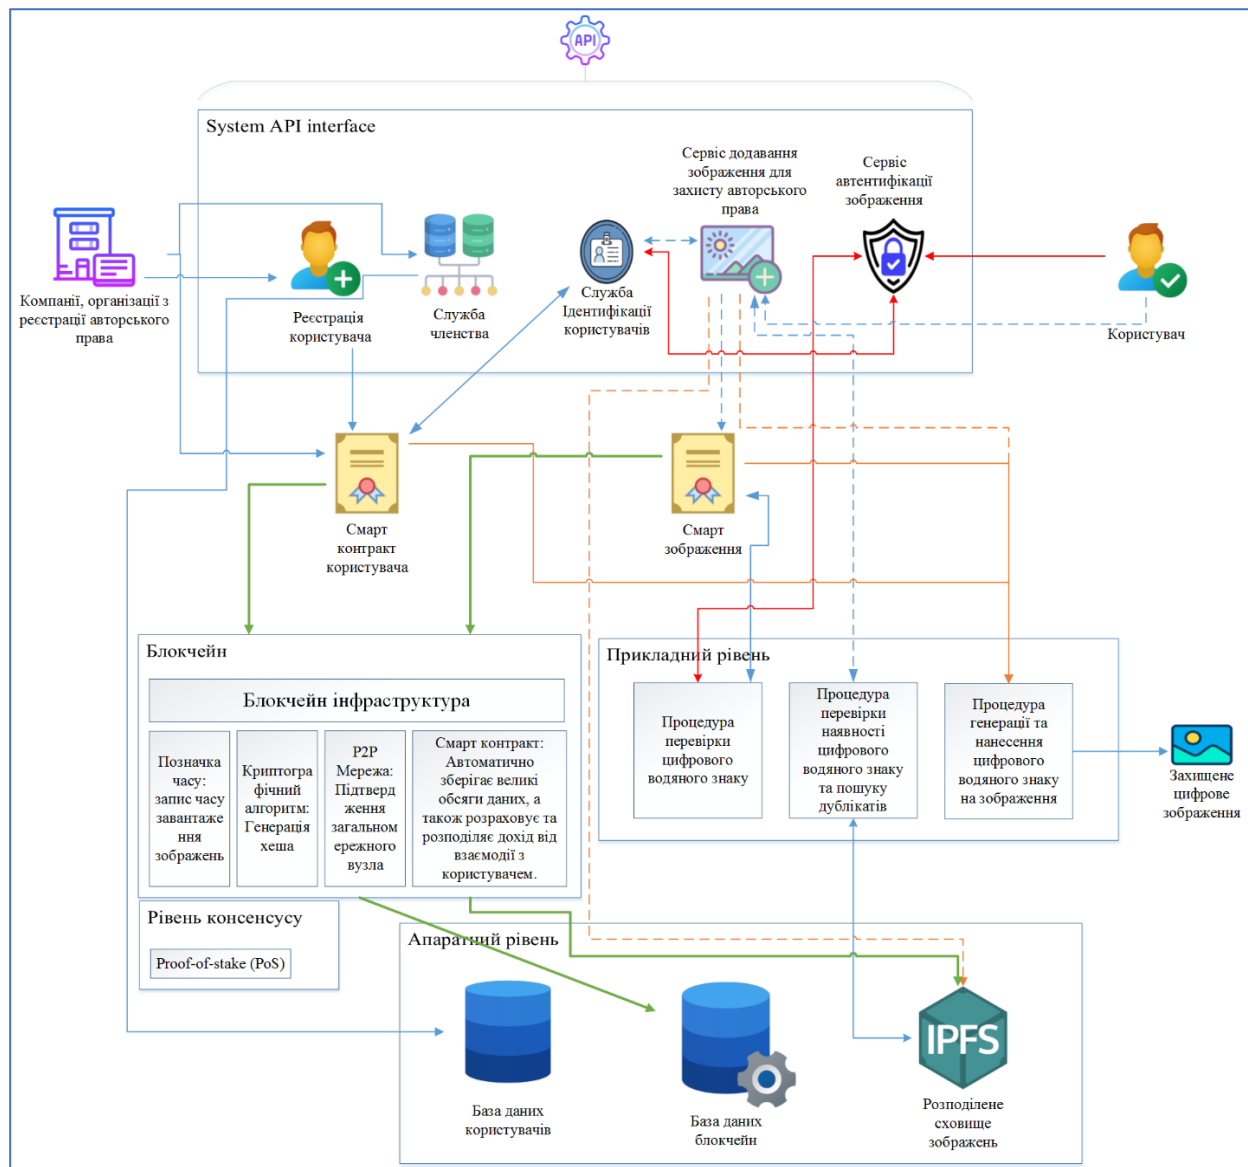 API
System API interface
Сервіс додавання
зображення для
захисту авторського
права
Сервіс
автентифікації
зображення
Компанії, організації з
реєстрації авторського
права
Реєстрація
користувача
Служба
членства
Служба
Ідентифікації
користувачів
Користувач
Смарт
контракт
користувача
Смарт
зображення
Блокчейн
Блокчейн інфраструктура
Позначка
часу:
запис часу
завантаже
ння
зображень
Криптогра
фічний
алгоритм:
Генерація
хеша
P2P
Мережа:
Підтверд
ження
загальном
ережного
вузла
Смарт контракт:
Автоматично
зберігає великі
обсяги даних, а
також розраховує та
розподіляє дохід від
взаємодії з
користувачем.
Прикладний рівень
Процедура
перевірки
цифрового
водяного знаку
Процедура
перевірки
наявності
цифрового
водяного знаку
та пошуку
дублікатів
Процедура
генерації та
нанесення
цифрового
водяного знаку
на зображення
Захищене
цифрове
зображення
Рівень консенсусу
Proof-of-stake (PoS)
Апаратний рівень
База даних
користувачів
База даних
блокчейн
IPFS
Розподілене
сховище
зображень